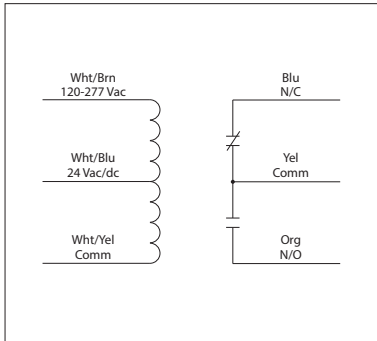 Wht/Brn
120-277 Vac
Wht/Blu
24 Vac/dc
Wht/Yel
Comm
Blu
N/C
Yel
Comm
Org
N/O